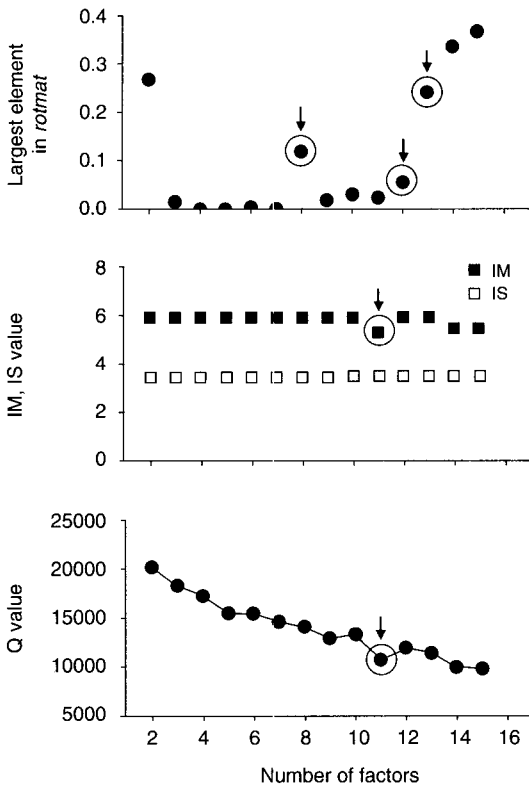 Largest element
in rotmat
0.4
0.3
0.2
0.1
0.0
IM, IS value
8
6
4
2
0
IM
IS
Q value
25000
20000
15000
10000
5000
2 4 6 8 10 12 14 16
Number of factors